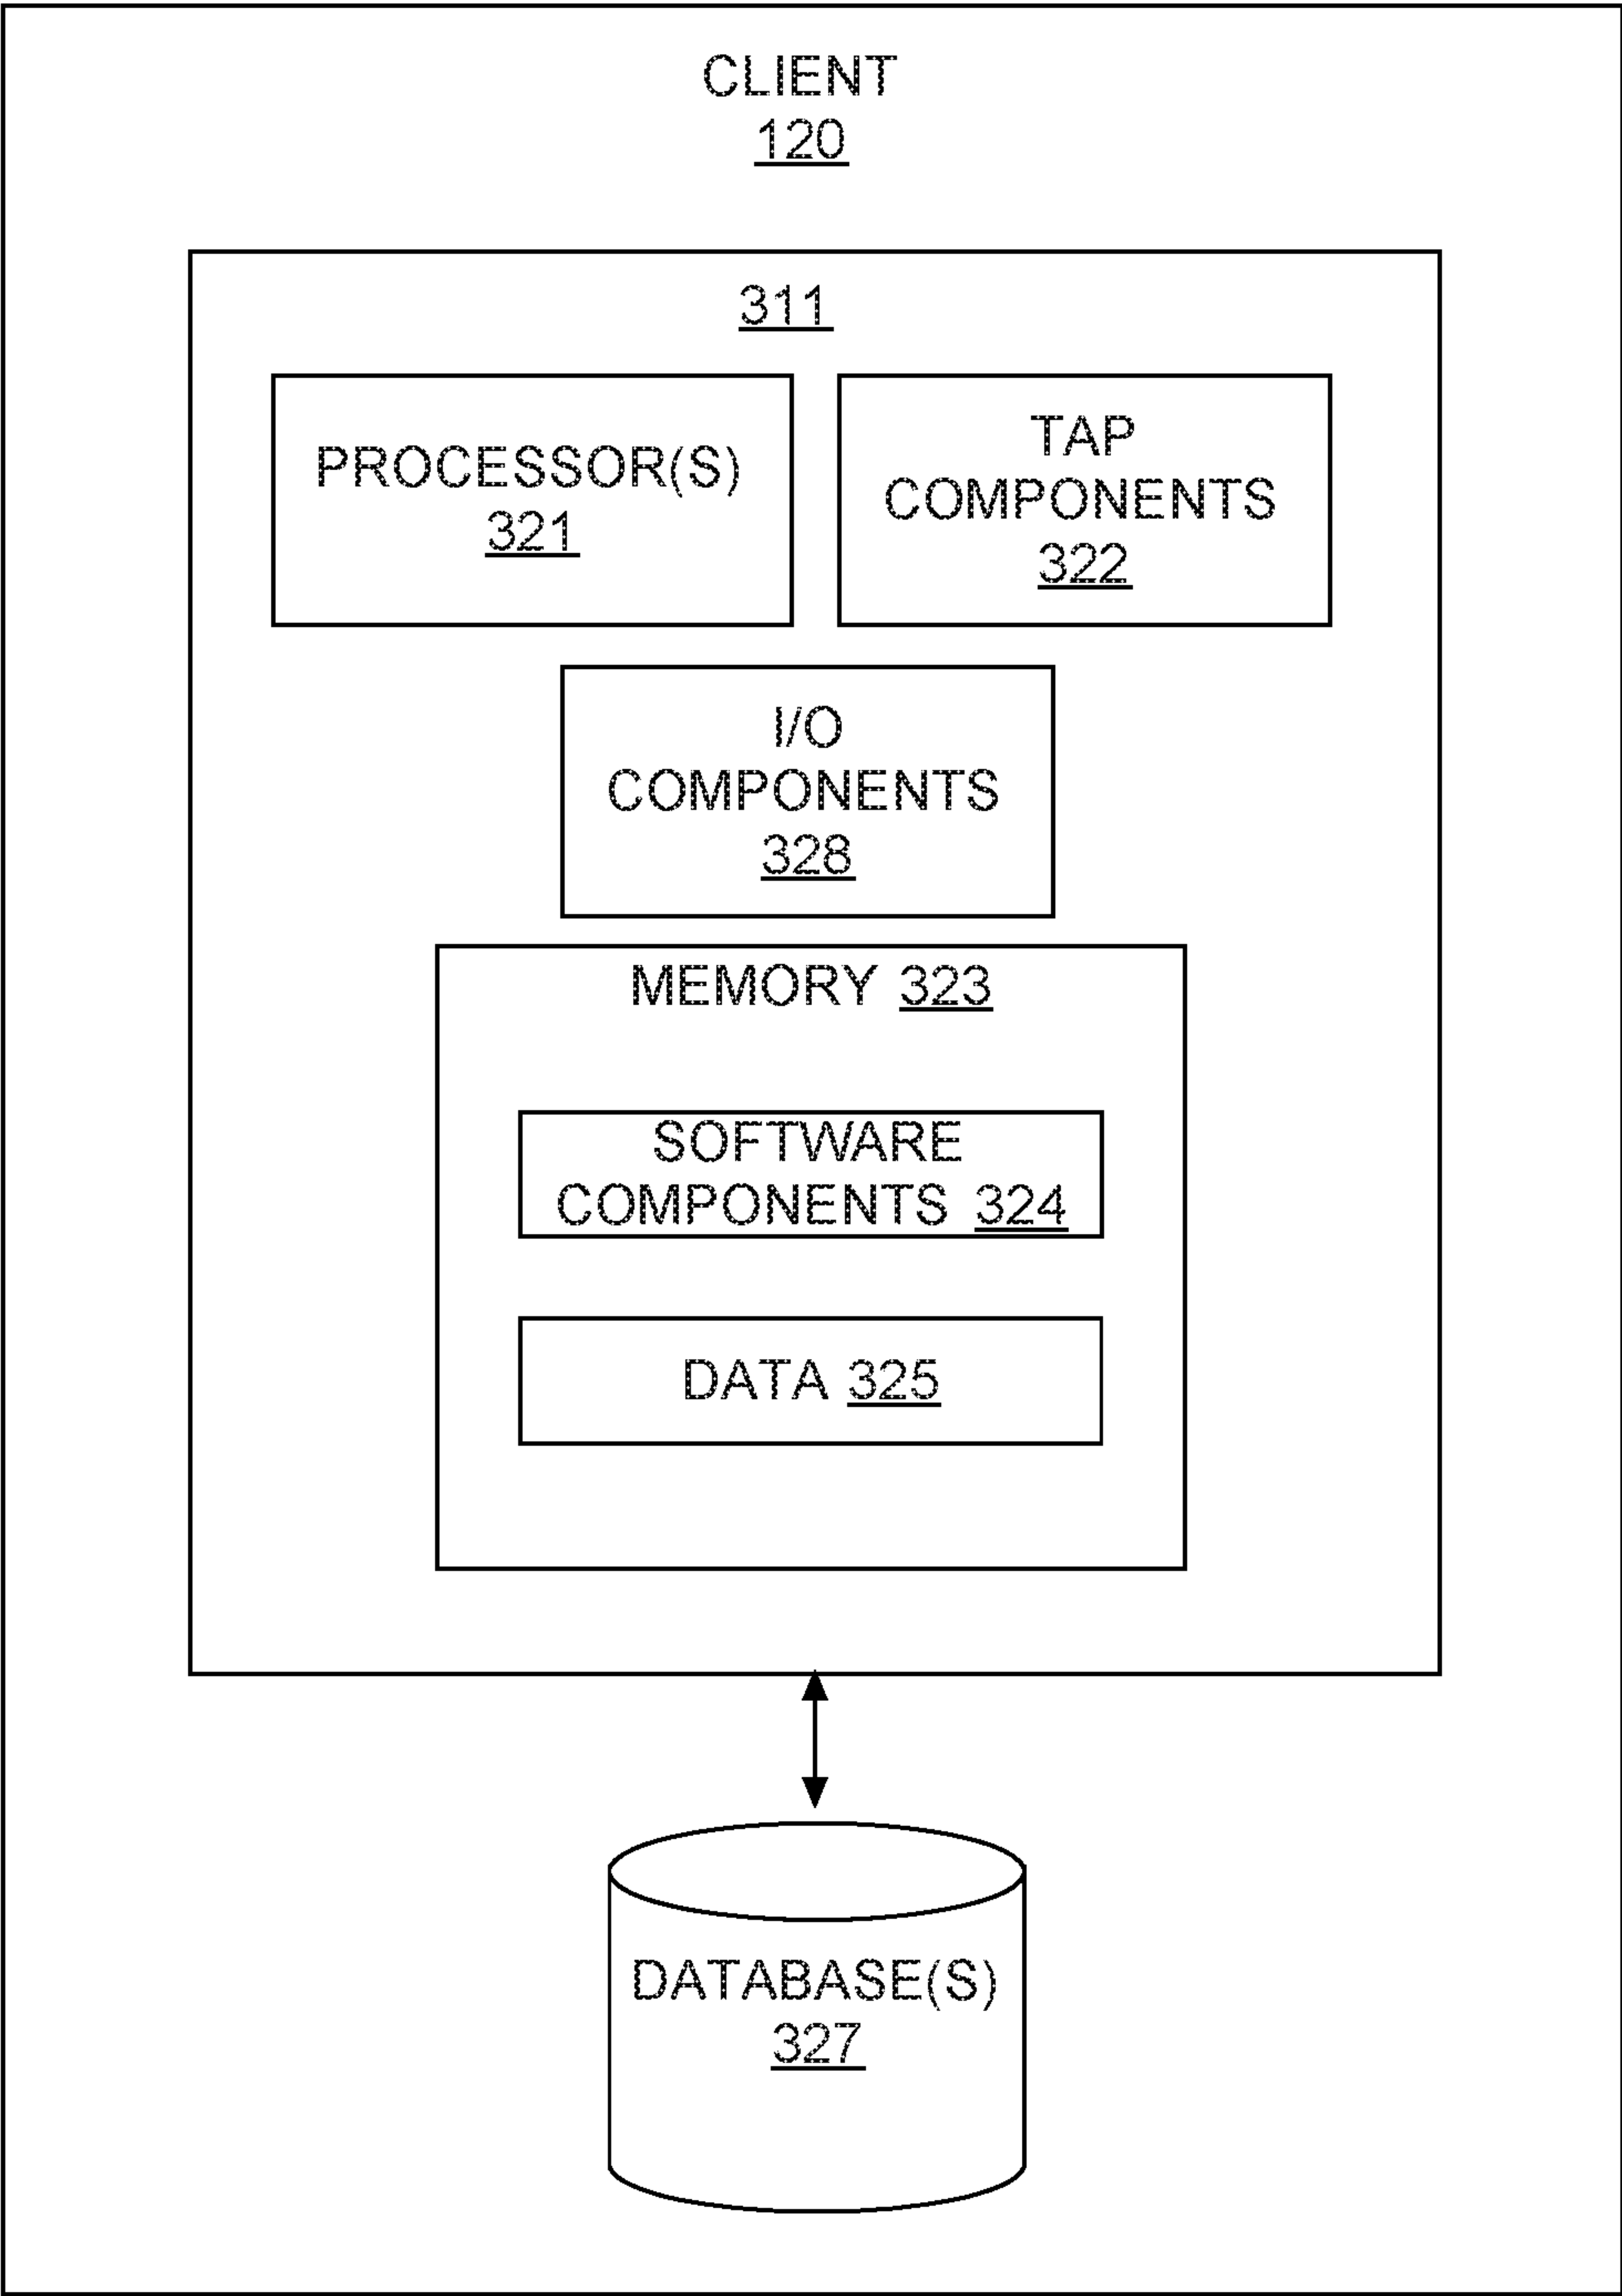 CLIENT
120
311
PROCESSOR(S)
321
TAP
COMPONENTS
322
I/O
COMPONENTS
328
MEMORY 323
SOFTWARE
COMPONENTS 324
DATA 325
DATABASE(S)
327